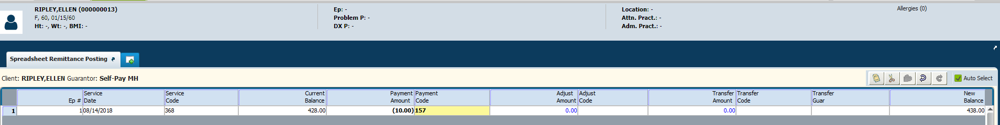 RIPLEY,ELLEN (000000013)
F, 60, 01/15/60
Ht: -, Wt: -, BMI: -
Ep: -
Problem P: -
DX P: -
Location: -
Attn. Pract.: -
Adm. Pract.: -
Allergies (0)
Spreadsheet Remittance Posting
Client: RIPLEY,ELLEN Guarantor: Self-Pay MH
Auto Select
Ep # Service Date Service Code Current Balance Payment Amount Payment Code Adjust Amount Adjust Code Transfer Amount Transfer Code Transfer Guar New Balance
1 1 08/14/2018 368 428.00 (10.00) 157 0.00 0.00 438.00